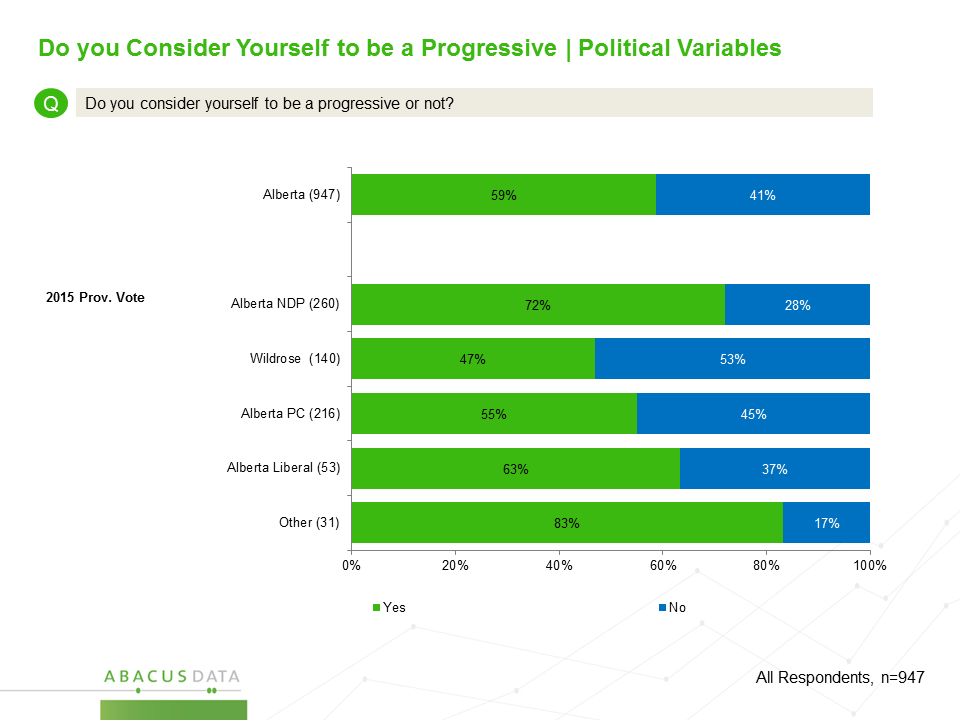 Do you Consider Yourself to be a Progressive | Political Variables
Q
Do you consider yourself to be a progressive or not?
Alberta (947)
59%
41%
2015 Prov. Vote
Alberta NDP (260)
72%
28%
Wildrose (140)
47%
53%
Alberta PC (216)
55%
45%
Alberta Liberal (53)
63%
37%
Other (31)
83%
17%
0% 20% 40% 60% 80% 100%
Yes No
ABACUS DATA
All Respondents, n=947